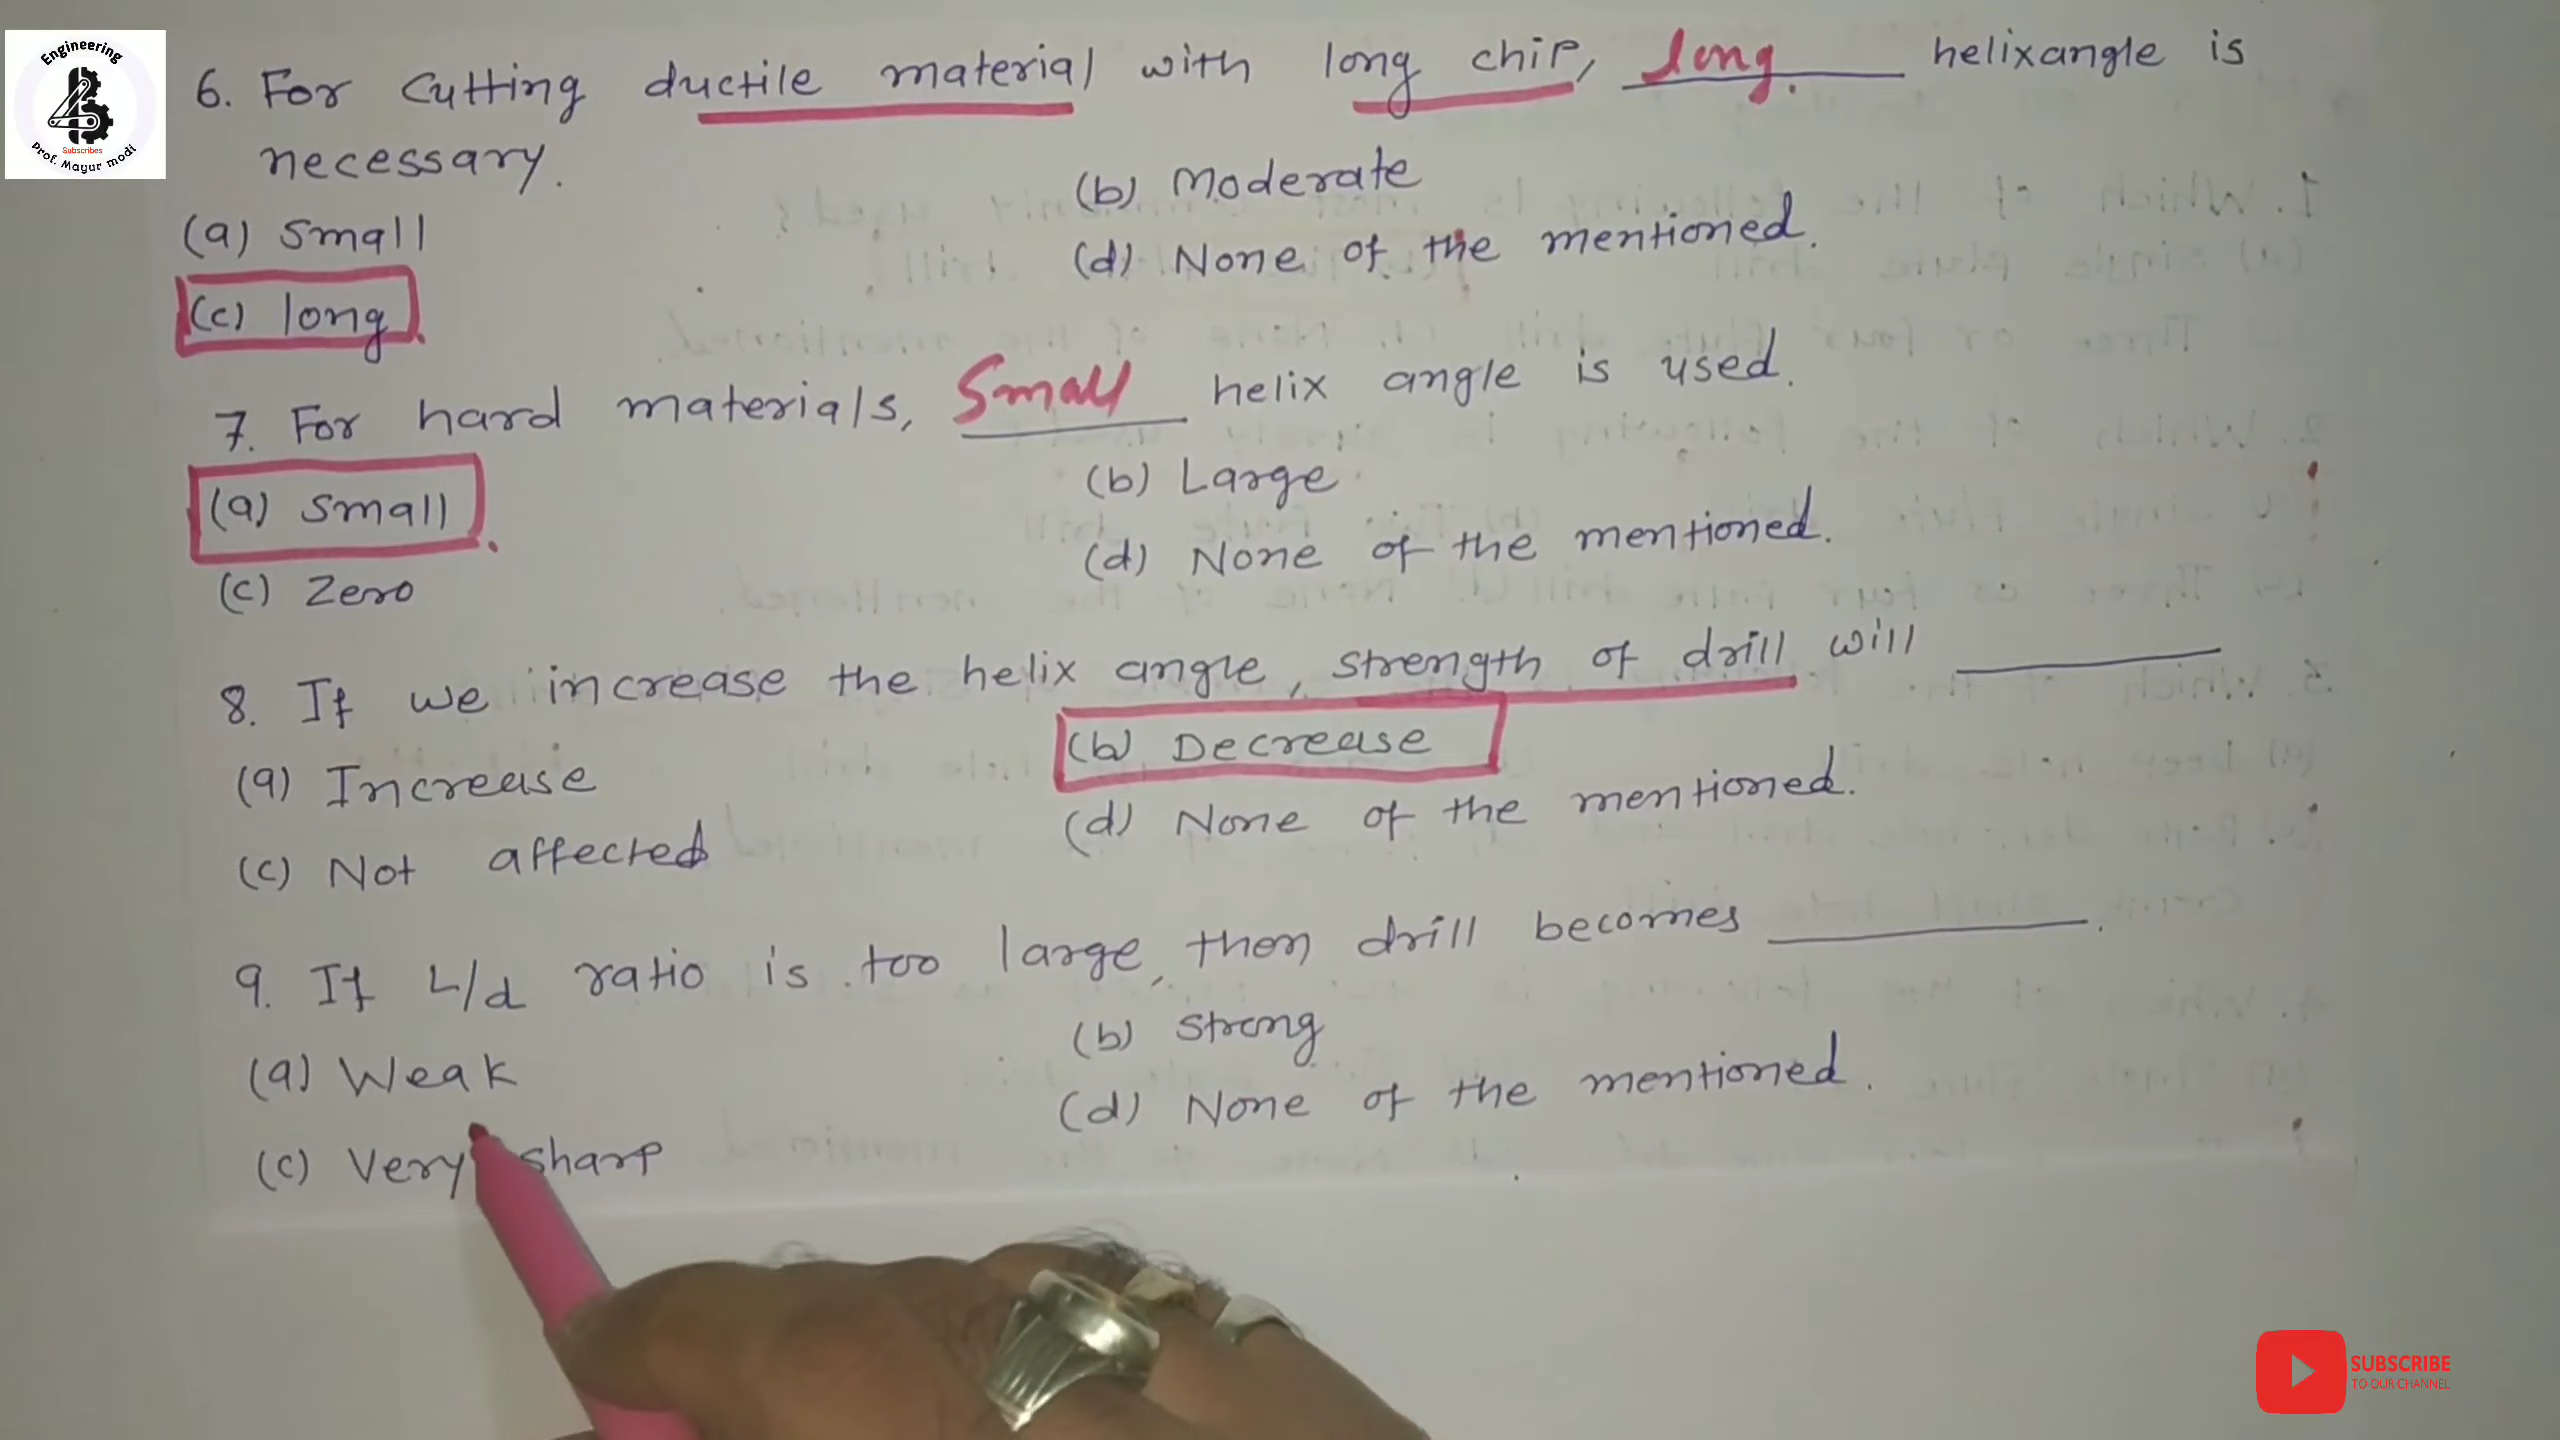 Engineering
Subscribes
Prof. Mayur modi
6. For Cutting ductile material with long chip, long helixangle is
necessary.
(a) small
(b) Moderate
(c) long
(d) None of the mentioned.
7. For hard materials, Small helix angle is used.
(a) small
(b) Large
(c) Zero
(d) None of the mentioned.
8. If we increase the helix angle, strength of drill will
(a) Increase
(b) Decrease
(c) Not affected
(d) None of the mentioned.
9. If L/d ratio is too large, then drill becomes
(a) Weak
(b) strong
(c) Very sharp
(d) None of the mentioned.
SUBSCRIBE
TO OUR CHANNEL